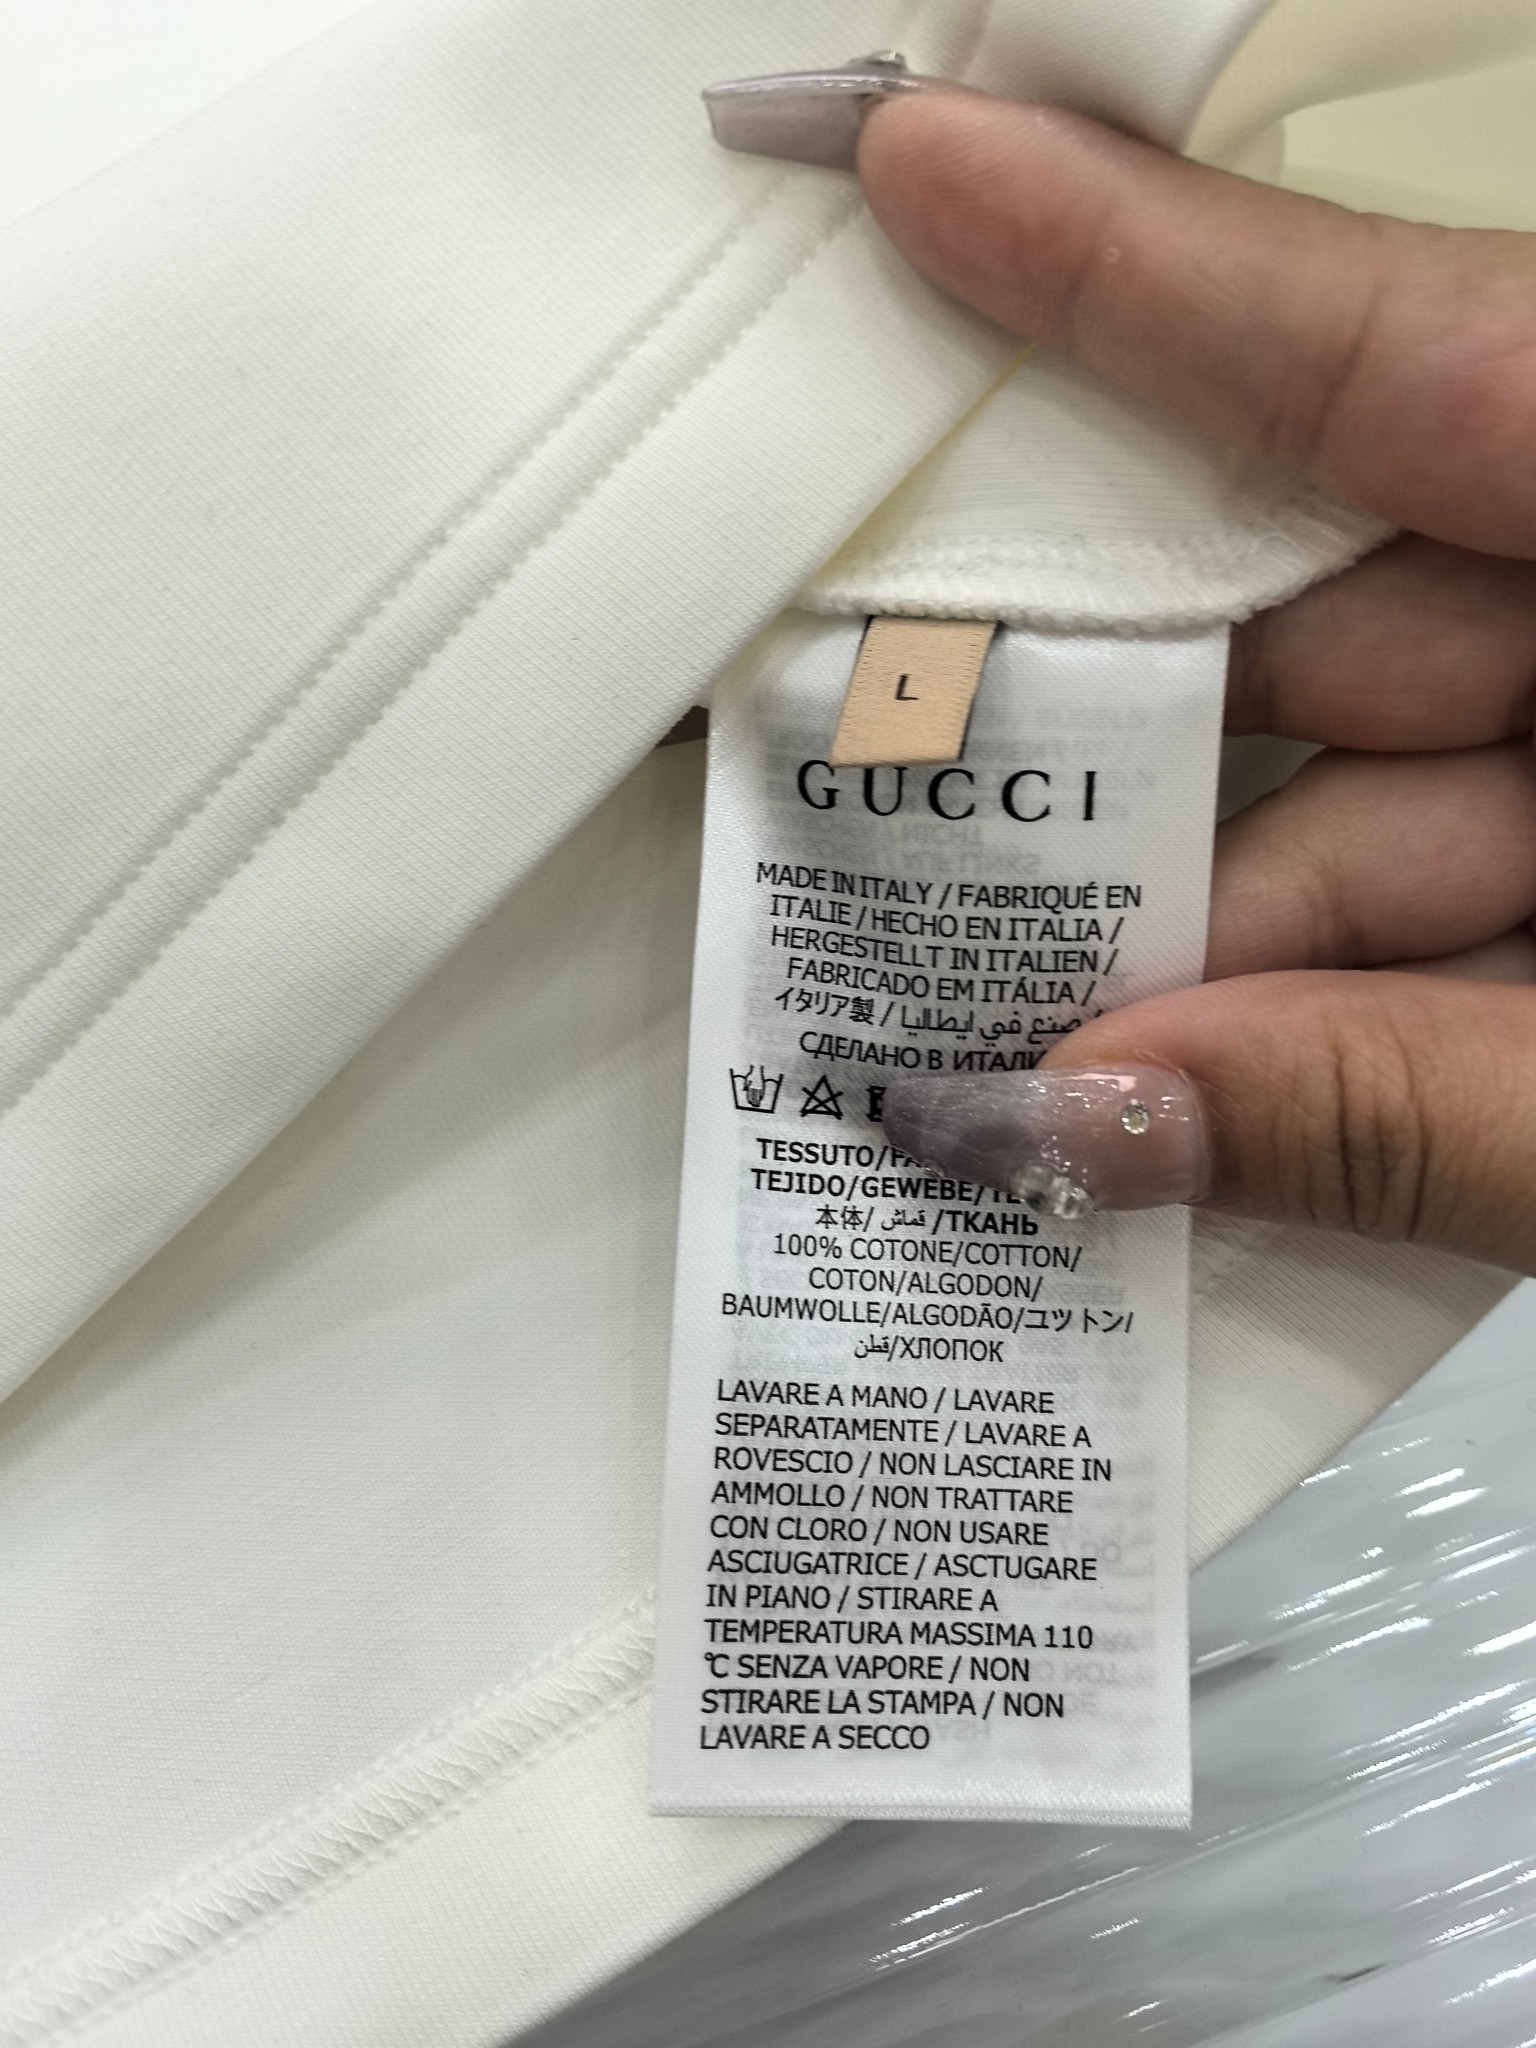 L
GUCCI
MADE IN ITALY / FABRIQUÉ EN
ITALIE / HECHO EN ITALIA /
HERGESTELLT IN ITALIEN /
FABRICADO EM ITÁLIA /
イタリア製 / صنع في ايطاليا /
СДЕЛАНО В
TESSUTO/
TEJIDO/GEWEBE/
本体/ قماش /ТКАНЬ
100% COTONE/COTTON/
COTON/ALGODON/
BAUMWOLLE/ALGODÃO/ユットン/
قطن/ХЛОПОК
LAVARE A MANO / LAVARE
SEPARATAMENTE / LAVARE A
ROVESCIO / NON LASCIARE IN
AMMOLLO / NON TRATTARE
CON CLORO / NON USARE
ASCIUGATRICE / ASCTUGARE
IN PIANO / STIRARE A
TEMPERATURA MASSIMA 110
℃ SENZA VAPORE / NON
STIRARE LA STAMPA / NON
LAVARE A SECCO